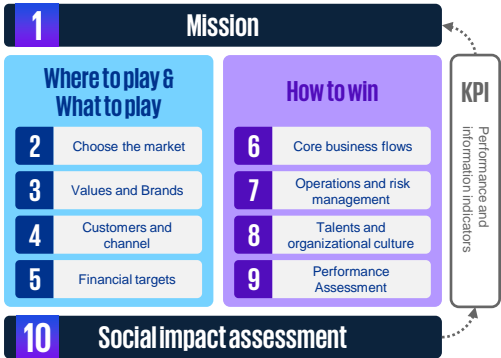 1 Mission
Where to play &
What to play
2 Choose the market
3 Values and Brands
4 Customers and
channel
5 Financial targets
How to win
6 Core business flows
7 Operations and risk
management
8 Talents and
organizational culture
9 Performance
Assessment
KPI
Performance and
information indicators
10 Social impact assessment